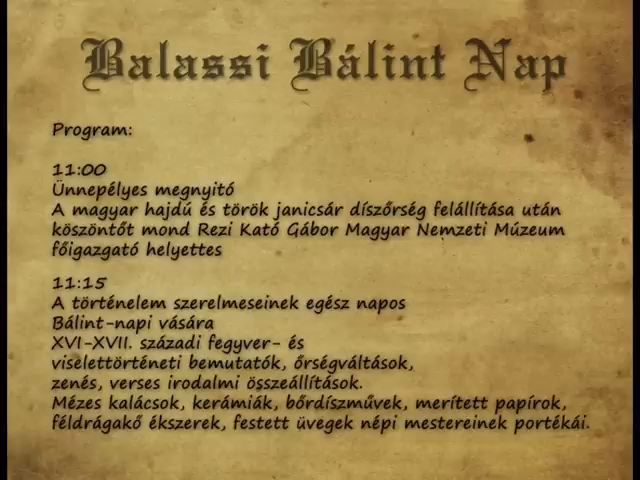 Balassi Bálint Nap
Program:
11:00
Ünnepélyes megnyitó
A magyar hajdú és török janicsár díszőrség felállítása után
köszöntőt mond Rezi Kató Gábor Magyar Nemzeti Múzeum
főigazgató helyettes
11:15
A történelem szerelmeseinek egész napos
Bálint-napi vására
XVI-XVII. századi fegyver- és
viselettörténeti bemutatók, őrségváltások,
zenés, verses irodalmi összeállítások.
Mézes kalácsok, kerámiák, bőrdíszművek, merített papírok,
féldrágakő ékszerek, festett üvegek népi mestereinek portékái.